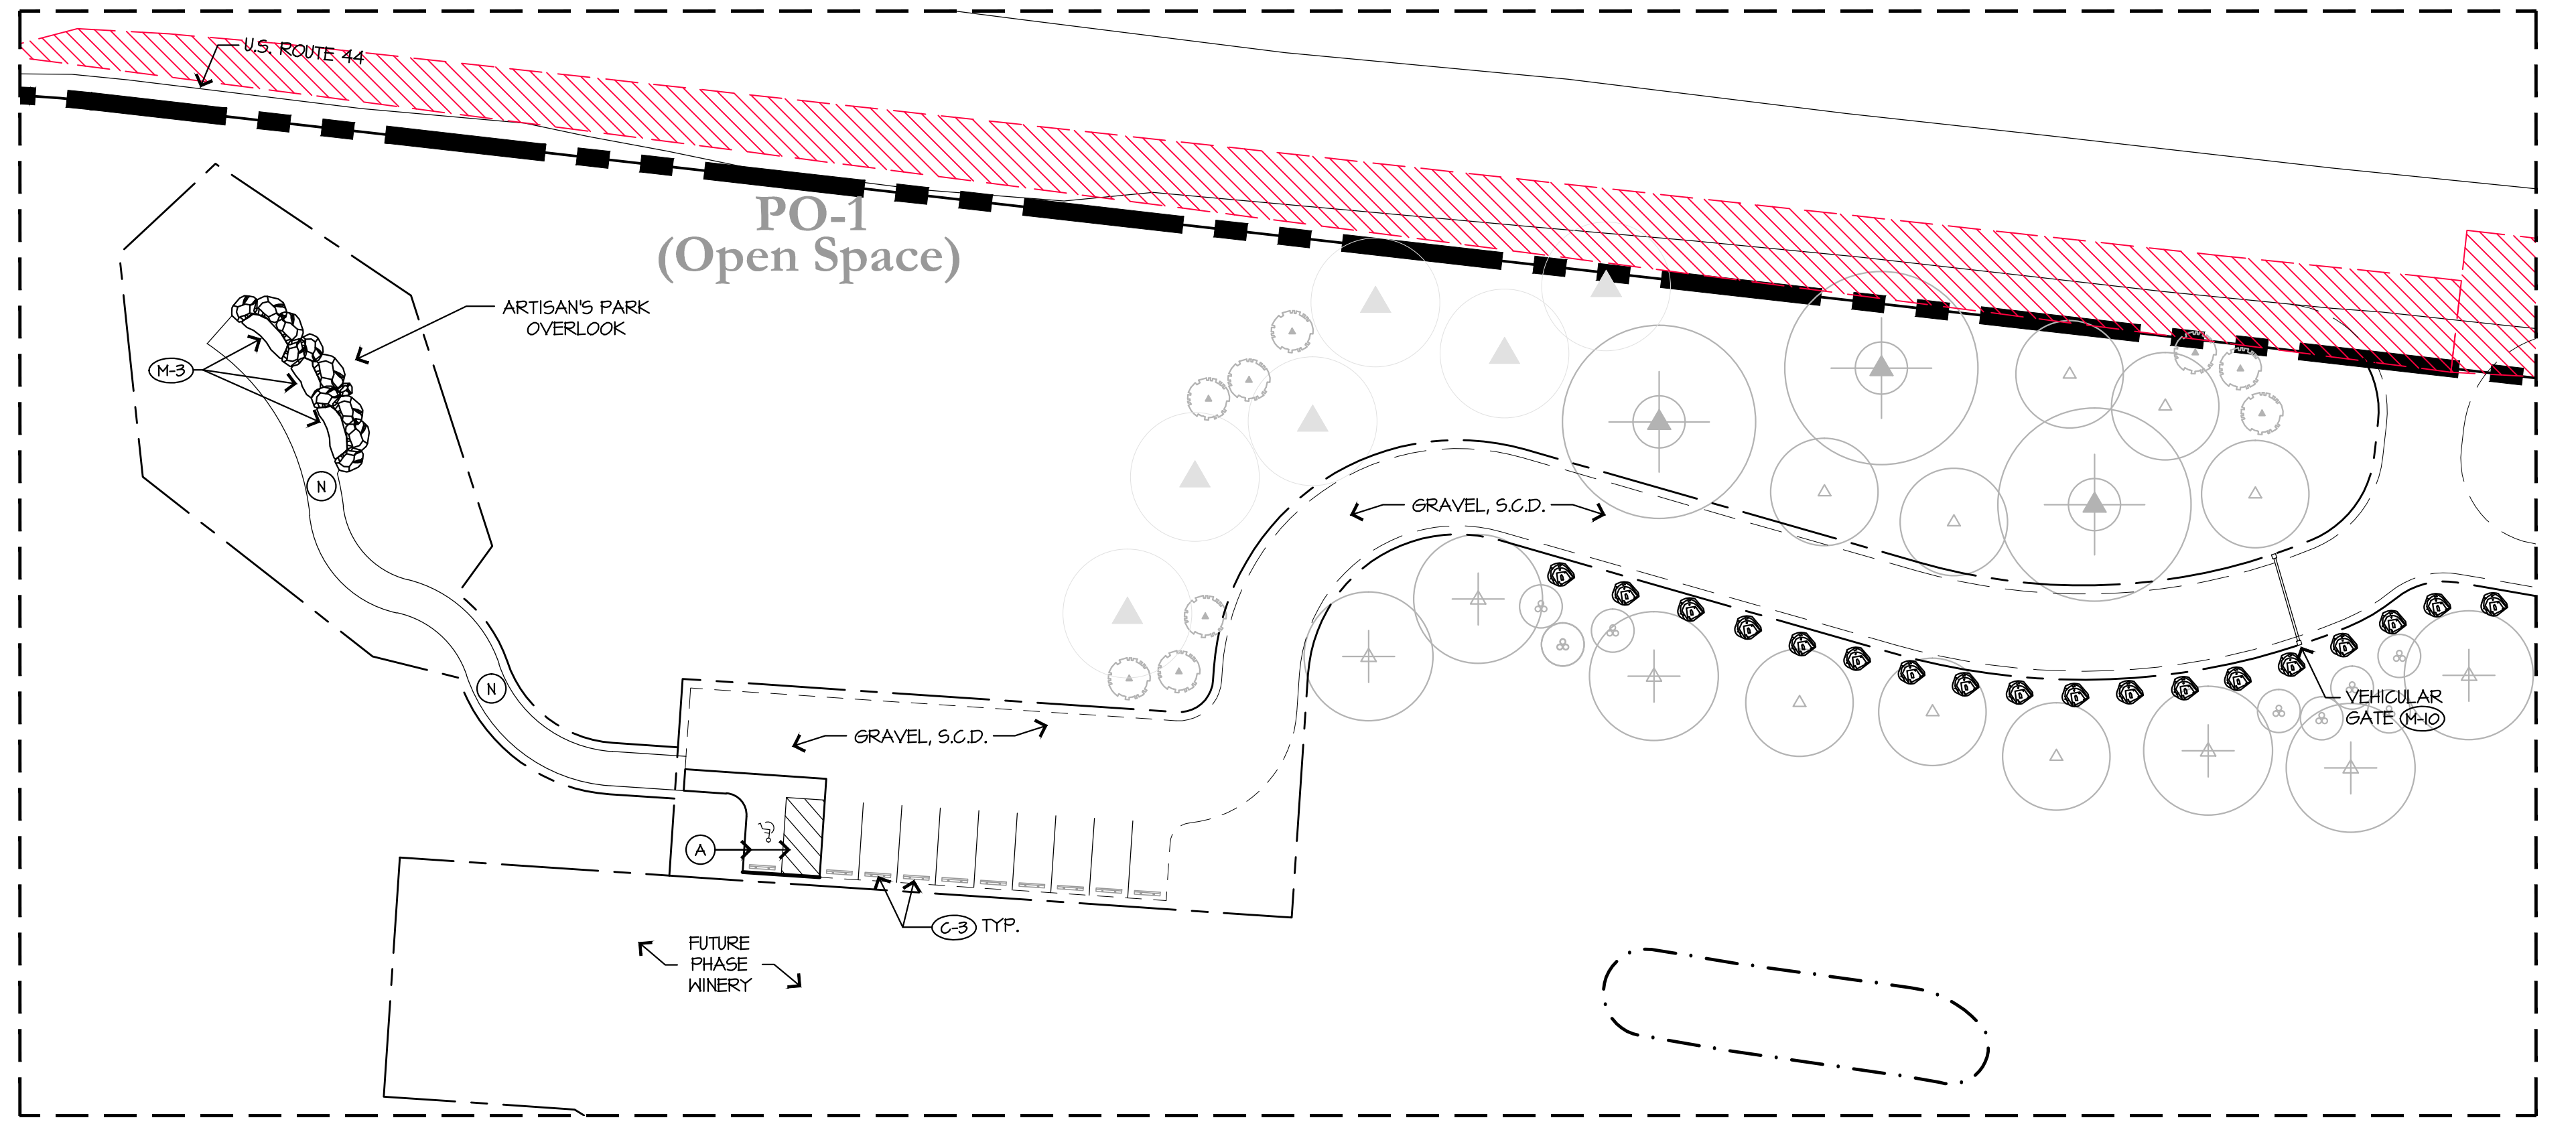 U.S. ROUTE 44
PO-1
(Open Space)
ARTISAN'S PARK
OVERLOOK
M-3
N
GRAVEL, S.C.D.
N
GRAVEL, S.C.D.
VEHICULAR
GATE M-10
A
C-3 TYP.
FUTURE
PHASE
WINERY